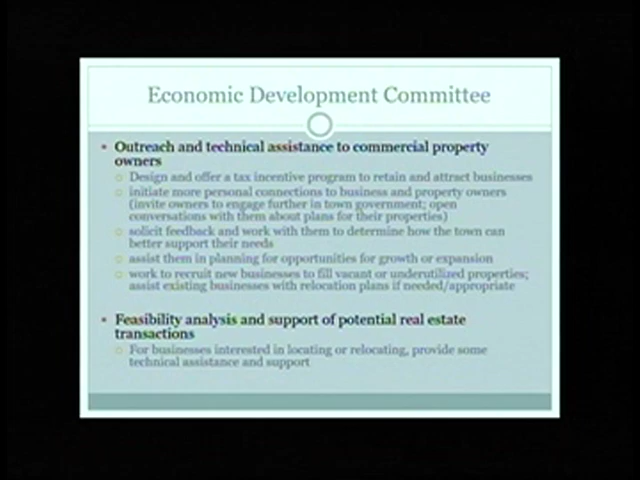 Economic Development Committee
Outreach and technical assistance to commercial property
owners
Design and offer a tax incentive program to retain and attract businesses
initiate more personal connections to business and property owners
(invite owners to engage further in town government; open
conversations with them about plans for their properties)
solicit feedback and work with them to determine how the town can
better support their needs
assist them in planning for opportunities for growth or expansion
work to recruit new businesses to fill vacant or underutilized properties;
assist existing businesses with relocation plans if needed/appropriate
Feasibility analysis and support of potential real estate
transactions
For businesses interested in locating or relocating, provide some
technical assistance and support